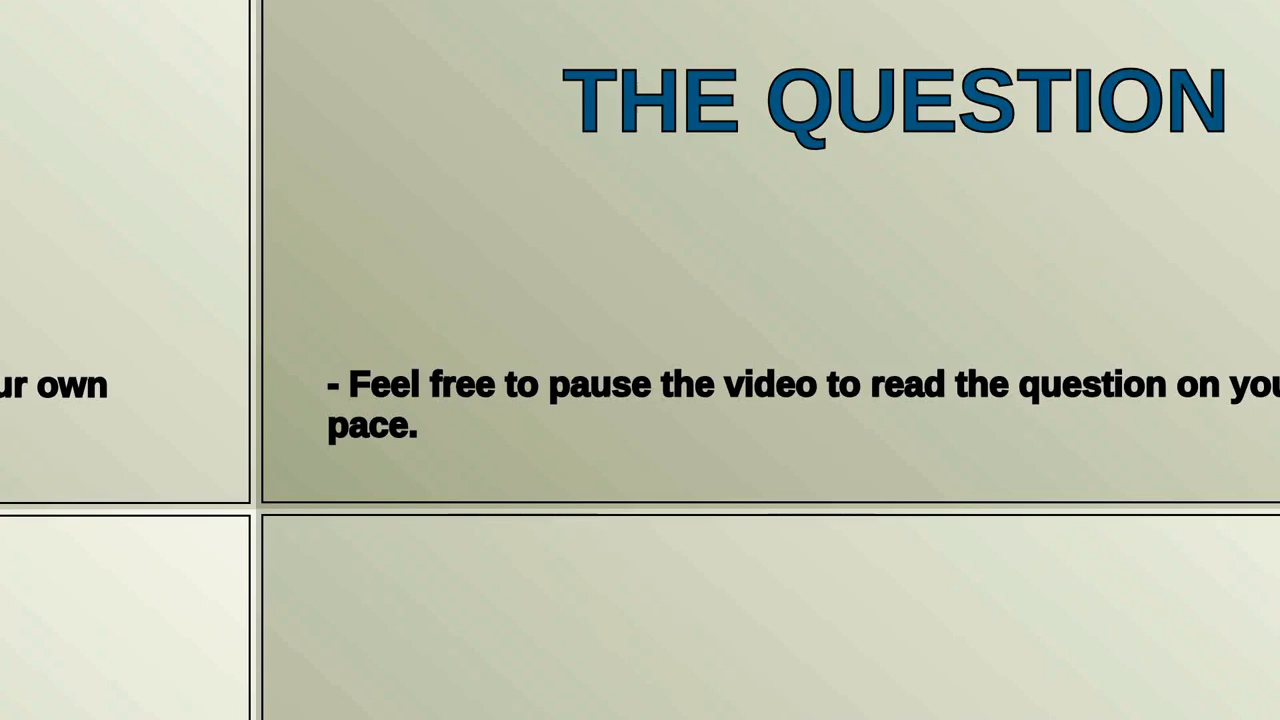 THE QUESTION
ur own
- Feel free to pause the video to read the question on you
pace.